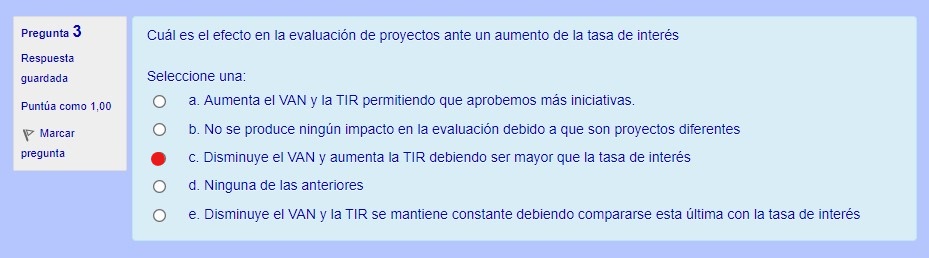 Pregunta 3
Respuesta
guardada
Puntúa como 1,00
Marcar
pregunta
Cuál es el efecto en la evaluación de proyectos ante un aumento de la tasa de interés
Seleccione una:
a. Aumenta el VAN y la TIR permitiendo que aprobemos más iniciativas.
b. No se produce ningún impacto en la evaluación debido a que son proyectos diferentes
c. Disminuye el VAN y aumenta la TIR debiendo ser mayor que la tasa de interés
d. Ninguna de las anteriores
e. Disminuye el VAN y la TIR se mantiene constante debiendo compararse esta última con la tasa de interés